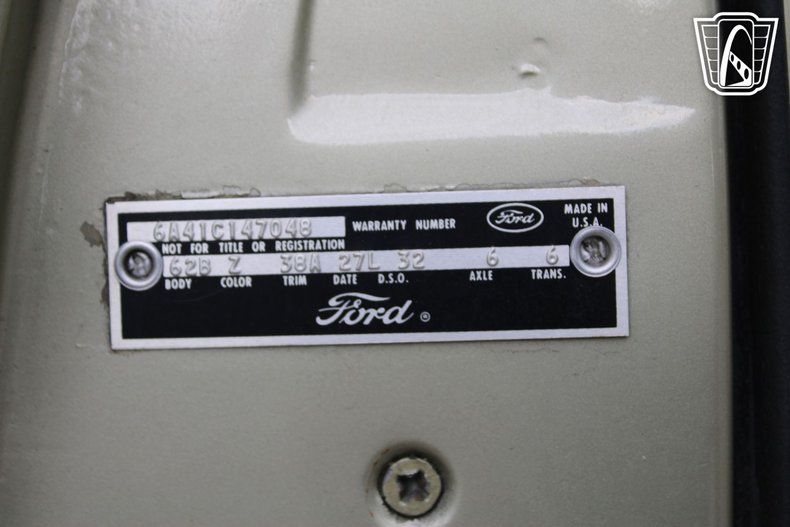 6A41C147048 WARRANTY NUMBER Ford MADE IN U.S.A.
NOT FOR TITLE OR REGISTRATION
62B Z 38A 27L 32 6 6
BODY COLOR TRIM DATE D.S.O. AXLE TRANS.
Ford ®